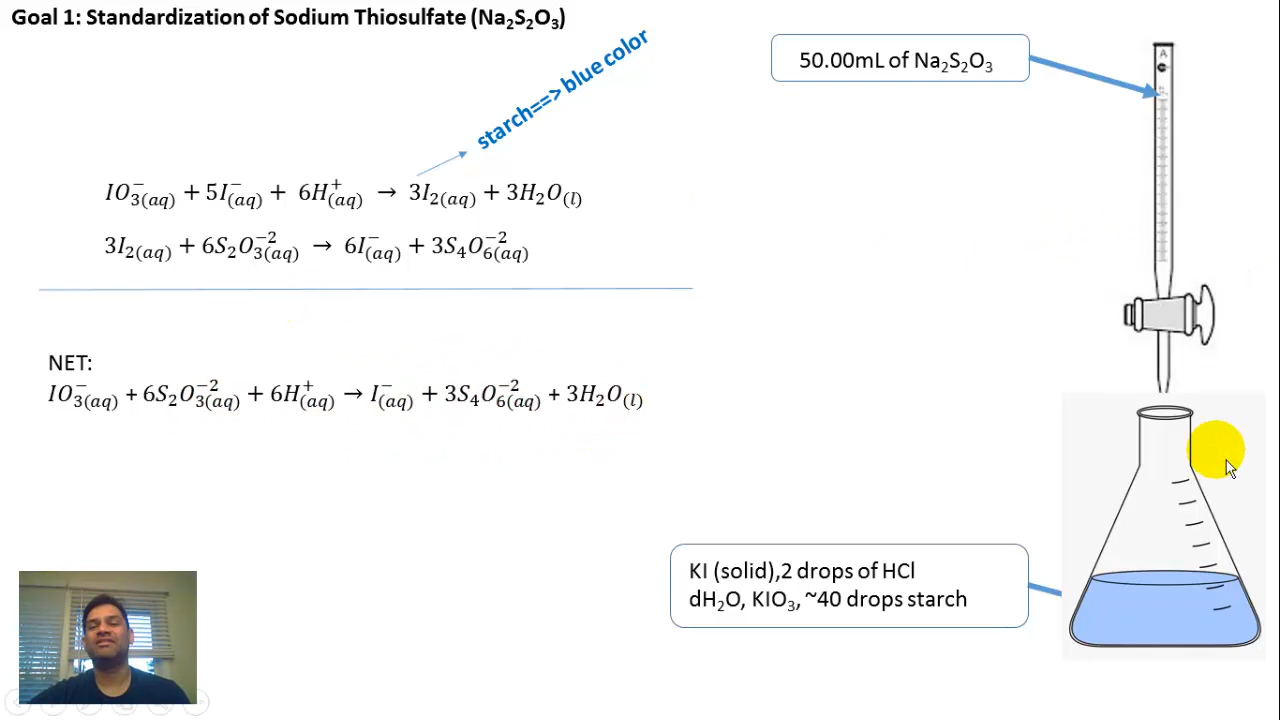 Goal 1: Standardization of Sodium Thiosulfate (Na₂S₂O₃)
starch==> blue color
50.00mL of Na₂S₂O₃
IO₃⁻(aq) + 5I⁻(aq) + 6H⁺(aq) → 3I₂(aq) + 3H₂O(l)
3I₂(aq) + 6S₂O₃⁻²(aq) → 6I⁻(aq) + 3S₄O₆⁻²(aq)
NET:
IO₃⁻(aq) + 6S₂O₃⁻²(aq) + 6H⁺(aq) → I⁻(aq) + 3S₄O₆⁻²(aq) + 3H₂O(l)
KI (solid),2 drops of HCl
dH₂O, KIO₃, ~40 drops starch